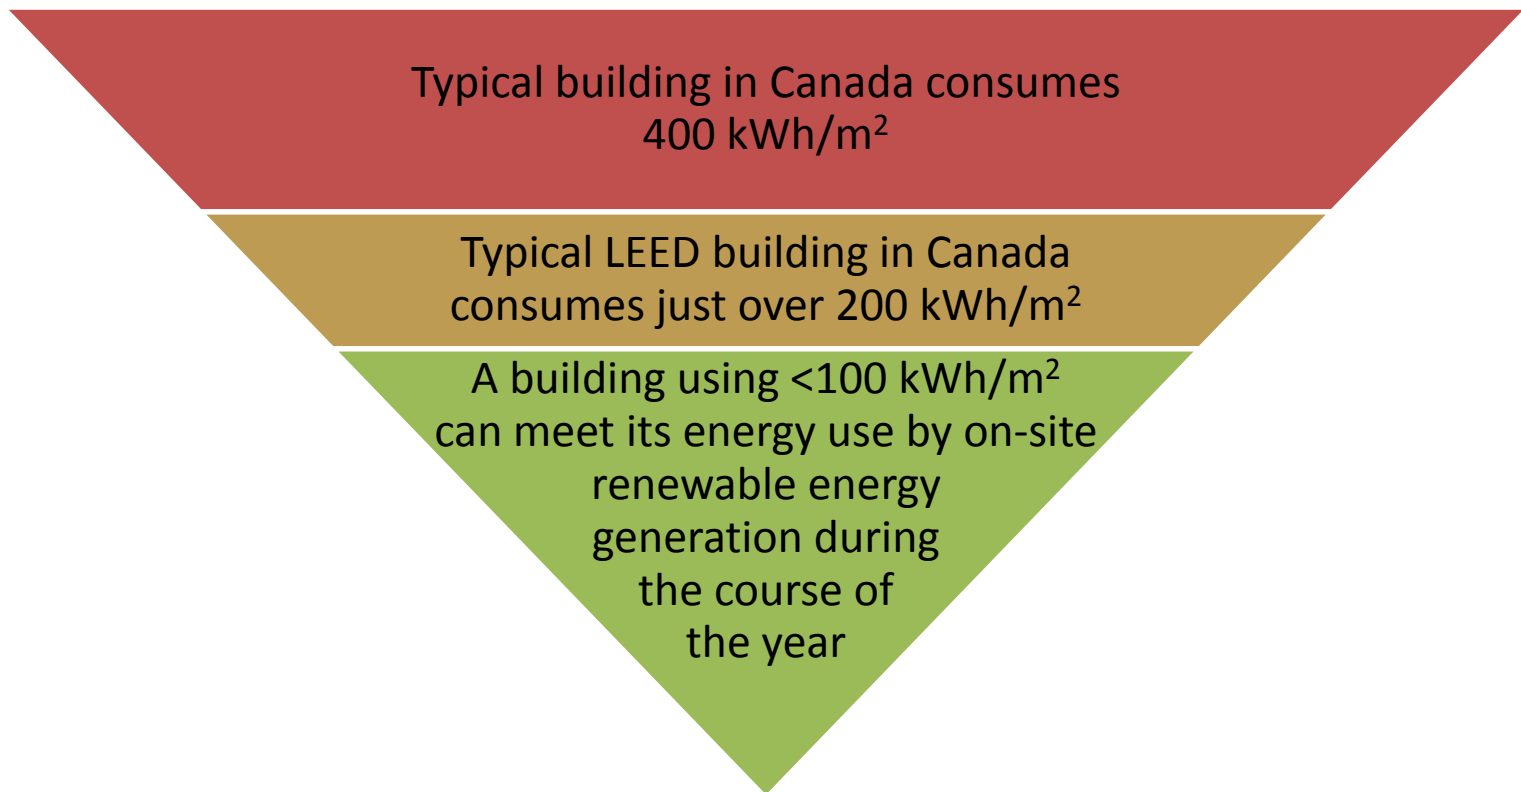 Typical building in Canada consumes
400 kWh/m²
Typical LEED building in Canada
consumes just over 200 kWh/m²
A building using <100 kWh/m²
can meet its energy use by on-site
renewable energy
generation during
the course of
the year